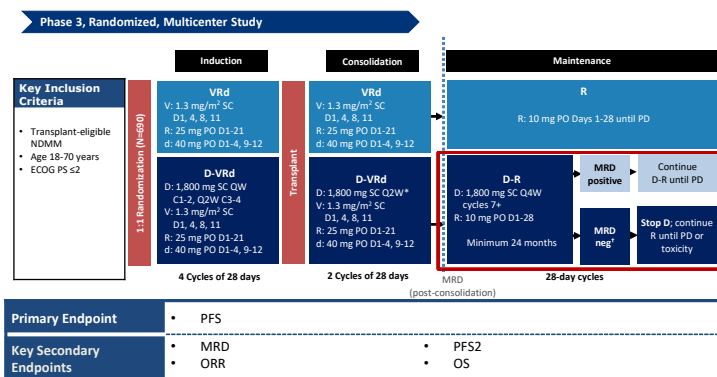 Phase 3, Randomized, Multicenter Study
Induction
Consolidation
Maintenance
Key Inclusion
Criteria
• Transplant-eligible
NDMM
• Age 18-70 years
• ECOG PS ≤2
1:1 Randomization (N=690)
VRd
V: 1.3 mg/m² SC
D1, 4, 8, 11
R: 25 mg PO D1-21
d: 40 mg PO D1-4, 9-12
D-VRd
D: 1,800 mg SC QW
C1-2, Q2W C3-4
V: 1.3 mg/m² SC
D1, 4, 8, 11
R: 25 mg PO D1-21
d: 40 mg PO D1-4, 9-12
4 Cycles of 28 days
Transplant
VRd
V: 1.3 mg/m² SC
D1, 4, 8, 11
R: 25 mg PO D1-21
d: 40 mg PO D1-4, 9-12
D-VRd
D: 1,800 mg SC Q2W*
V: 1.3 mg/m² SC
D1, 4, 8, 11
R: 25 mg PO D1-21
d: 40 mg PO D1-4, 9-12
2 Cycles of 28 days
MRD
(post-consolidation)
R
R: 10 mg PO Days 1-28 until PD
D-R
D: 1,800 mg SC Q4W
cycles 7+
R: 10 mg PO D1-28
Minimum 24 months
MRD
positive
Continue
D-R until PD
MRD
neg†
Stop D; continue
R until PD or
toxicity
28-day cycles
Primary Endpoint
• PFS
Key Secondary
Endpoints
• MRD
• ORR
• PFS2
• OS